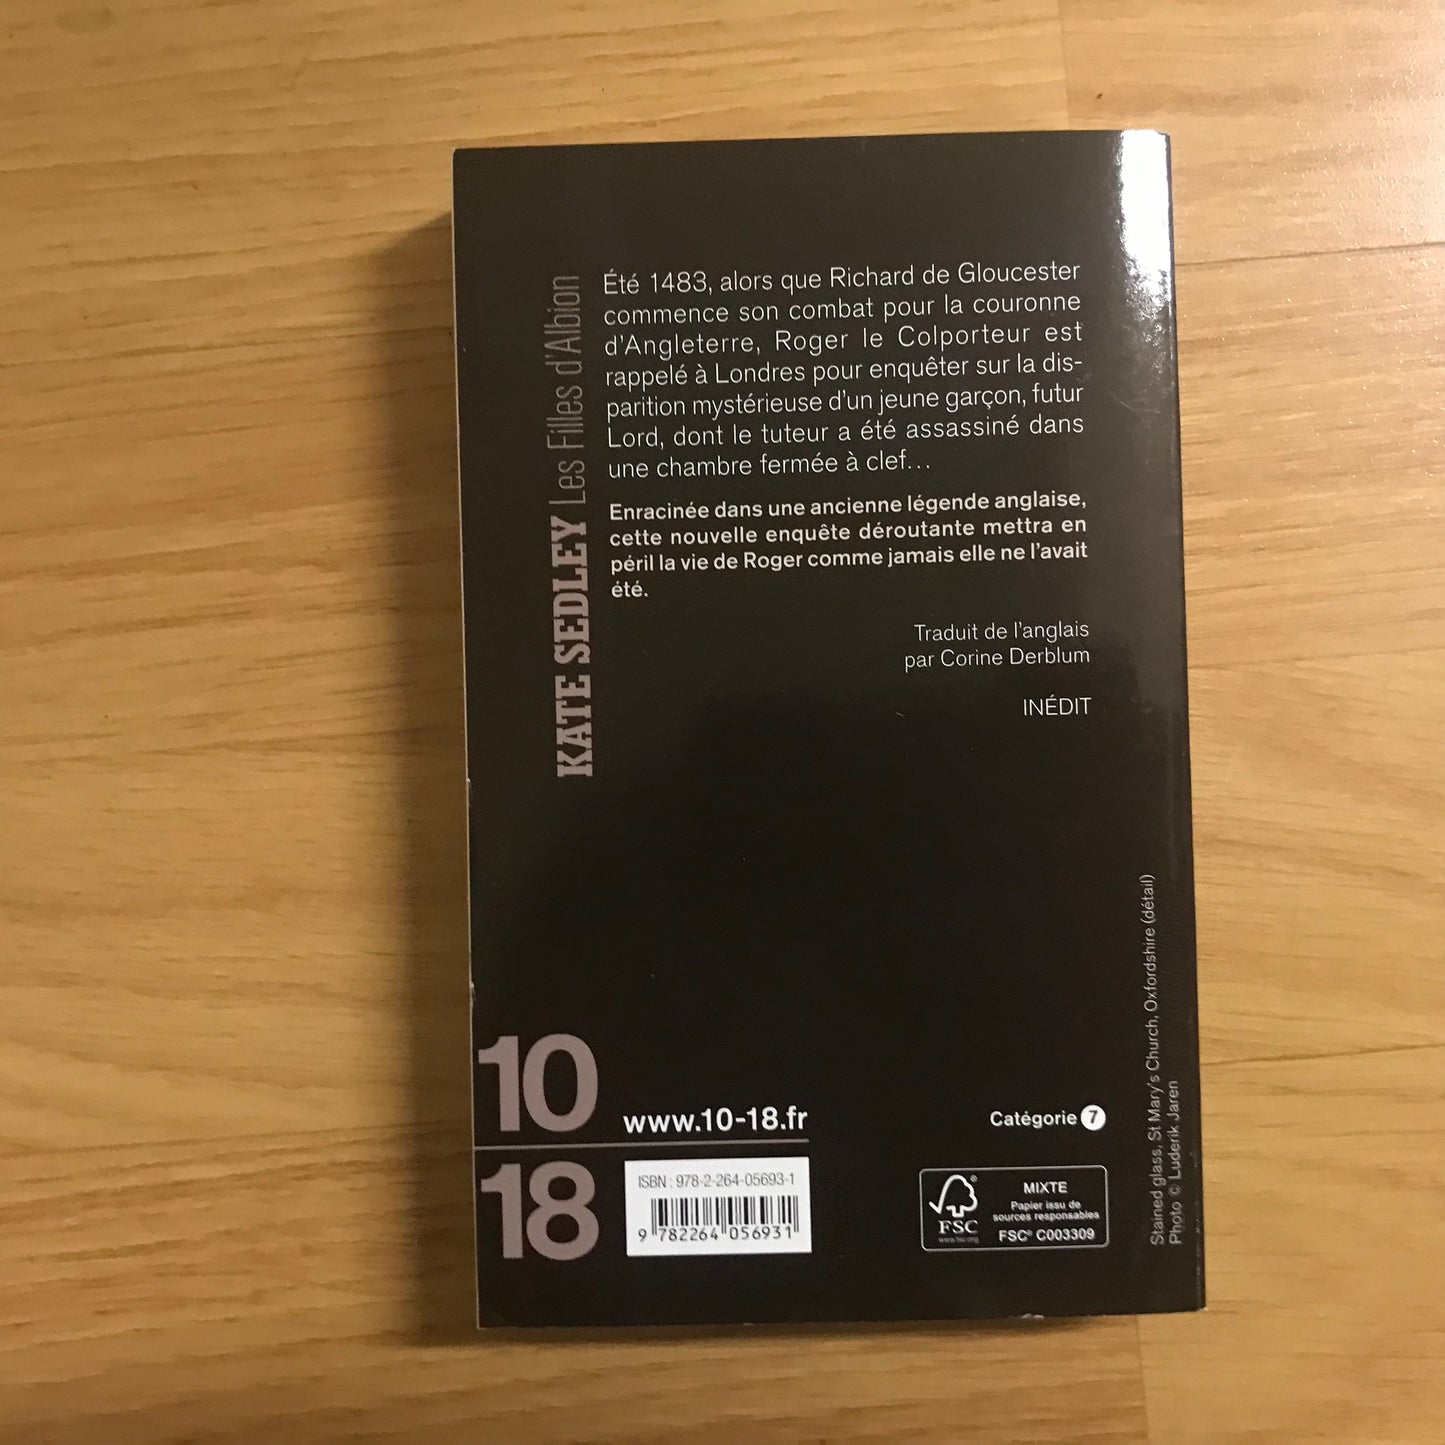 KATE SEDLEY Les Filles d'Albion
Été 1483, alors que Richard de Gloucester
commence son combat pour la couronne
d'Angleterre, Roger le Colporteur est
rappelé à Londres pour enquêter sur la dis-
parition mystérieuse d'un jeune garçon, futur
Lord, dont le tuteur a été assassiné dans
une chambre fermée à clef…
Enracinée dans une ancienne légende anglaise,
cette nouvelle enquête déroutante mettra en
péril la vie de Roger comme jamais elle ne l'avait
été.
Traduit de l'anglais
par Corine Derblum
INÉDIT
10
18
www.10-18.fr
Catégorie 7
ISBN : 978-2-264-05693-1
9 782264 056931
FSC®
www.fsc.org
MIXTE
Papier issu de
sources responsables
FSC® C003309
Stained glass, St Mary's Church, Oxfordshire (détail)
Photo © Luderik Jaren